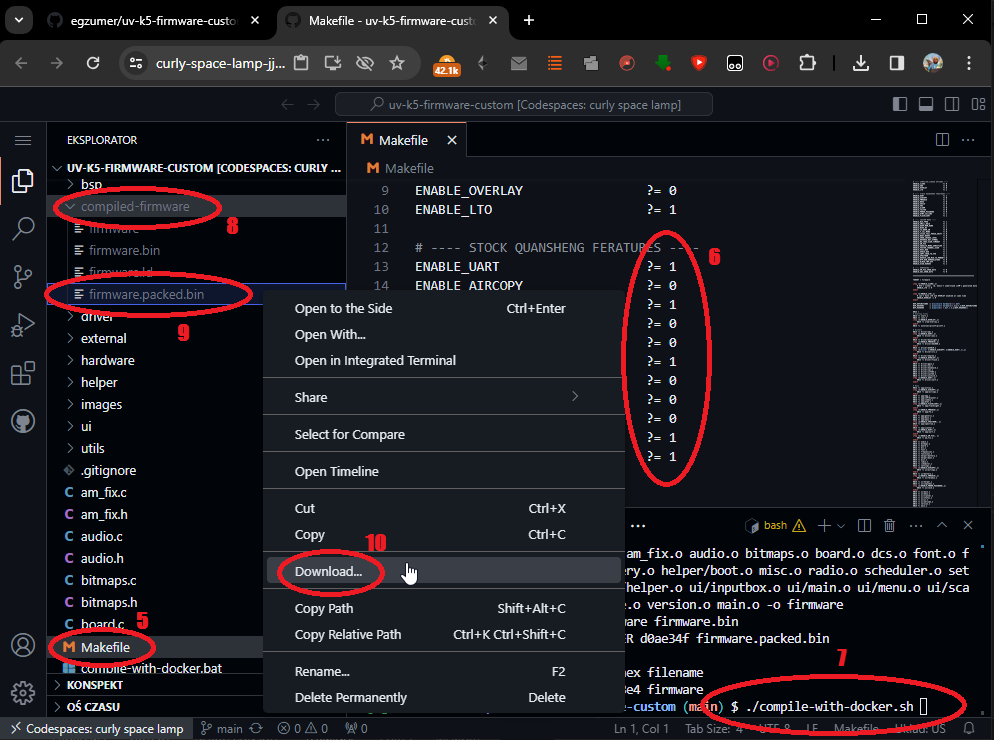 egzumer/uv-k5-firmware-custo
Makefile - uv-k5-firmware-cust
curly-space-lamp-jj...
42.1k
uv-k5-firmware-custom [Codespaces: curly space lamp]
EKSPLORATOR
Makefile
UV-K5-FIRMWARE-CUSTOM [CODESPACES: CURLY ...
Makefile
bsp
compiled-firmware
8
firmware
firmware.bin
firmware.ld
firmware.packed.bin
9
driver
external
hardware
helper
images
ui
utils
.gitignore
am_fix.c
am_fix.h
audio.c
audio.h
bitmaps.c
bitmaps.h
board.c
5
Makefile
compile-with-docker.bat
KONSPEKT
OŚ CZASU
9 ENABLE_OVERLAY ?= 0
10 ENABLE_LTO ?= 1
11
12 # ---- STOCK QUANSHENG FERATURES ----
6
13 ENABLE_UART ?= 1
14 ENABLE_AIRCOPY ?= 0
?= 1
?= 0
?= 0
?= 1
?= 0
?= 0
?= 0
?= 1
?= 1
Open to the Side Ctrl+Enter
Open With...
Open in Integrated Terminal
Share
Select for Compare
Open Timeline
Cut Ctrl+X
Copy Ctrl+C
10
Download...
Copy Path Shift+Alt+C
Copy Relative Path Ctrl+K Ctrl+Shift+C
Rename... F2
Delete Permanently Delete
bash
am_fix.o audio.o bitmaps.o board.o dcs.o font.o f
ery.o helper/boot.o misc.o radio.o scheduler.o set
/helper.o ui/inputbox.o ui/main.o ui/menu.o ui/sca
e.o version.o main.o -o firmware
are firmware.bin
ER d0ae34f firmware.packed.bin
hex filename
8e4 firmware
7
e-custom (main) $ ./compile-with-docker.sh
Codespaces: curly space lamp
main
0 0
0
Ln 1, Col 1
Tab Size: 4
UTF-8
LF
Makefile
Układ: US